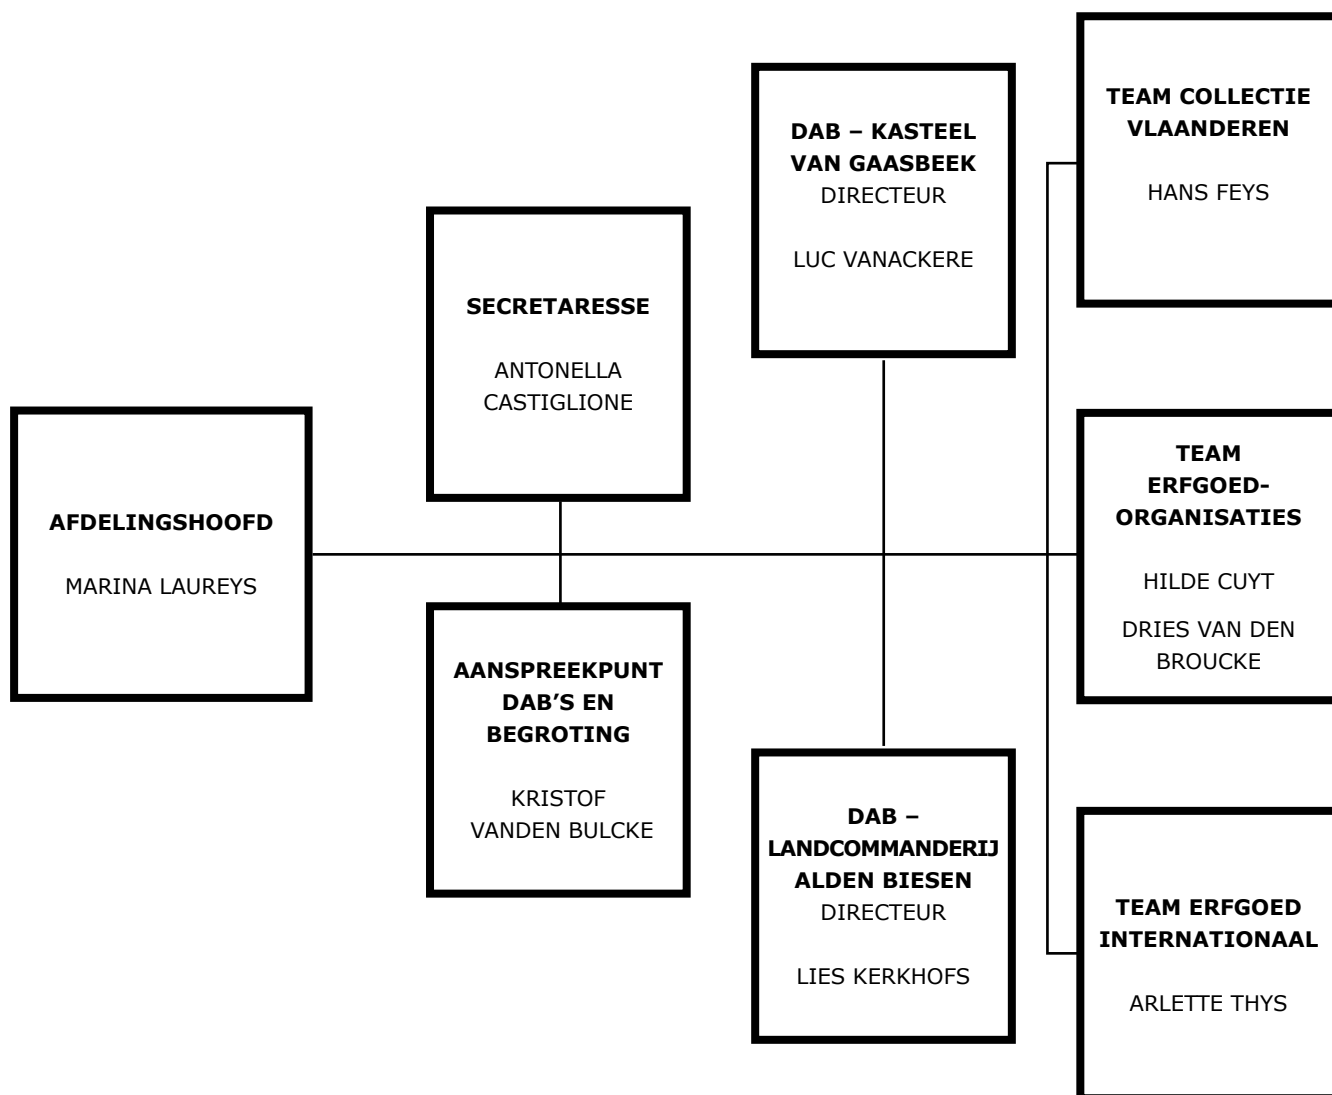 AFDELINGSHOOFD
MARINA LAUREYS
SECRETARESSE
ANTONELLA
CASTIGLIONE
AANSPREEKPUNT
DAB’S EN
BEGROTING
KRISTOF
VANDEN BULCKE
DAB – KASTEEL
VAN GAASBEEK
DIRECTEUR
LUC VANACKERE
DAB –
LANDCOMMANDERIJ
ALDEN BIESEN
DIRECTEUR
LIES KERKHOFS
TEAM COLLECTIE
VLAANDEREN
HANS FEYS
TEAM
ERFGOED-
ORGANISATIES
HILDE CUYT
DRIES VAN DEN
BROUCKE
TEAM ERFGOED
INTERNATIONAAL
ARLETTE THYS